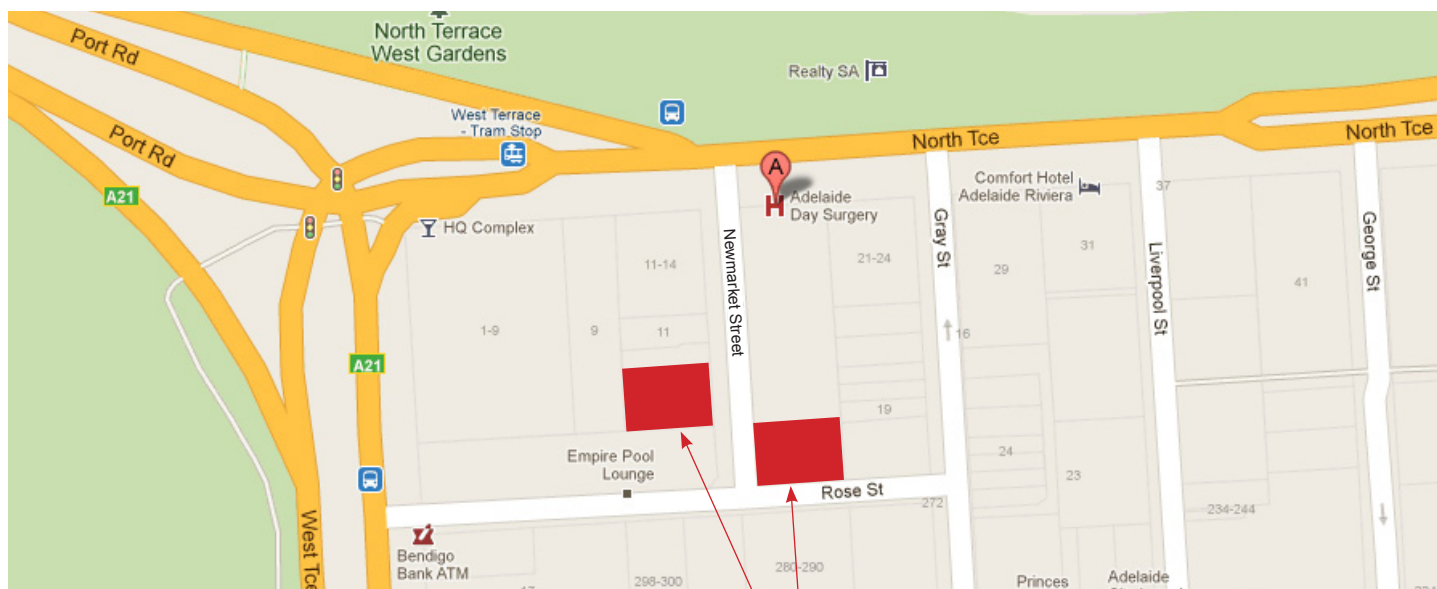 North Terrace
West Gardens
Port Rd
Realty SA
West Terrace
- Tram Stop
Port Rd
North Tce
North Tce
A
A21
Comfort Hotel
Adelaide Riviera
37
Adelaide
Day Surgery
H
HQ Complex
Newmarket Street
Gray St
Liverpool St
George St
11-14
21-24
29
31
41
1-9
9
11
16
A21
19
Empire Pool
Lounge
24
23
Rose St
272
234-244
West Tce
Bendigo
Bank ATM
298-300
280-290
Princes
Adelaide